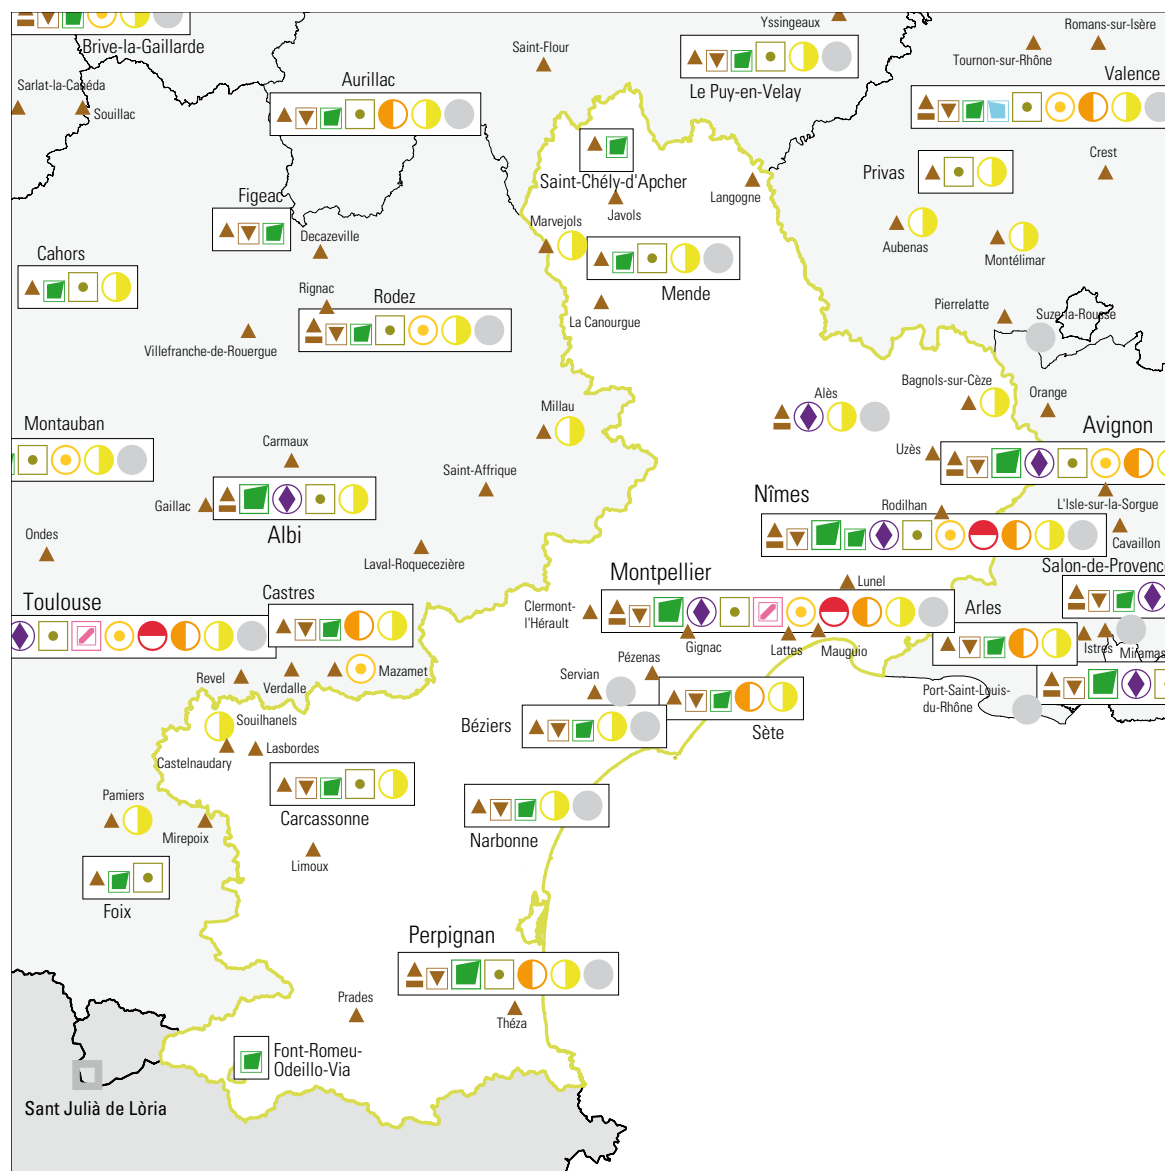 Yssingeaux
Romans-sur-Isère
Brive-la-Gaillarde
Saint-Flour
Tournon-sur-Rhône
Sarlat-la-Canéda
Aurillac
Le Puy-en-Velay
Valence
Souillac
Crest
Privas
Saint-Chély-d'Apcher
Langogne
Figeac
Javols
Marvejols
Aubenas
Montélimar
Decazeville
Cahors
Mende
Rignac
Rodez
La Canourgue
Pierrelatte
Suze-la-Rousse
Villefranche-de-Rouergue
Bagnols-sur-Cèze
Orange
Alès
Millau
Montauban
Avignon
Carmaux
Uzès
Saint-Affrique
Nîmes
Gaillac
Rodilhan
L'Isle-sur-la-Sorgue
Albi
Ondes
Cavaillon
Laval-Roquecezière
Salon-de-Provence
Montpellier
Lunel
Toulouse
Castres
Clermont-
l'Hérault
Arles
Gignac
Lattes
Mauguio
Istres
Miramas
Pézenas
Revel
Verdalle
Mazamet
Servian
Port-Saint-Louis-
du-Rhône
Souilhanels
Béziers
Sète
Lasbordes
Castelnaudary
Pamiers
Carcassonne
Mirepoix
Narbonne
Limoux
Foix
Perpignan
Prades
Théza
Font-Romeu-
Odeillo-Via
Sant Julià de Lòria